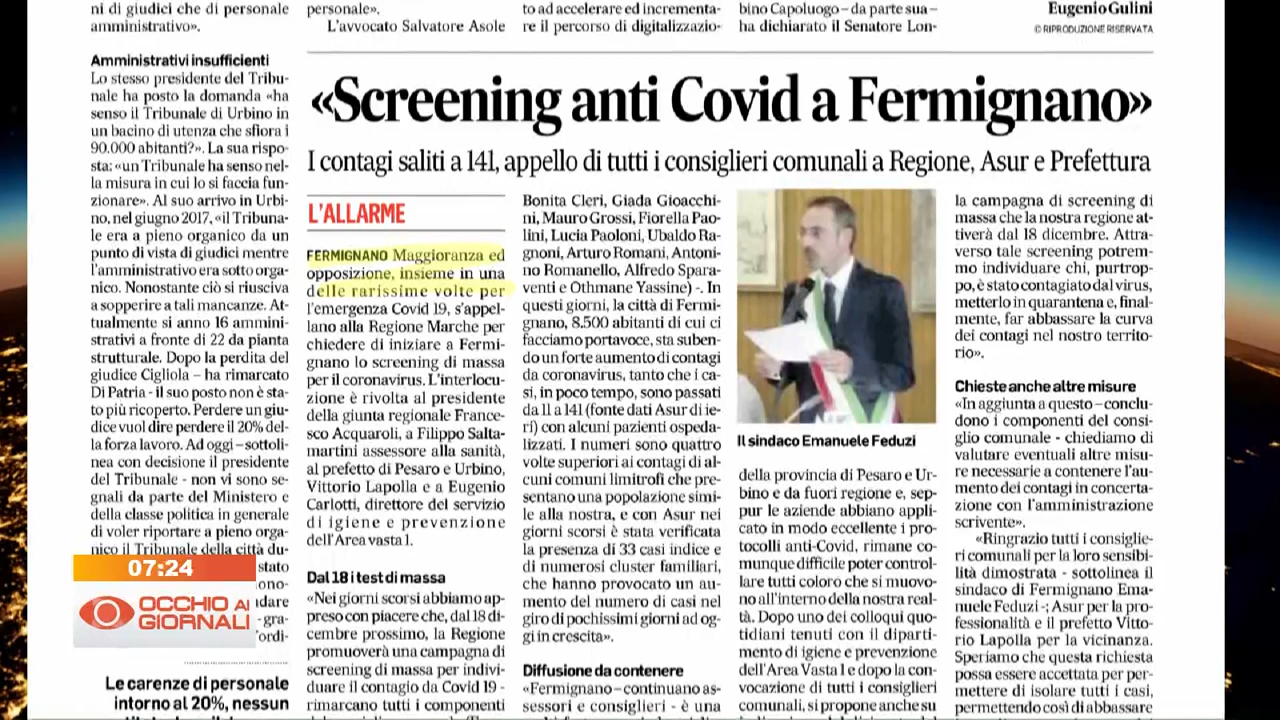 ni di giudici che di personale
amministrativo».
Amministrativi insufficienti
Lo stesso presidente del Tribu-
nale ha posto la domanda «ha
senso il Tribunale di Urbino in
un bacino di utenza che sfiora i
90.000 abitanti?». La sua rispo-
sta: «un Tribunale ha senso nel-
la misura in cui lo si faccia fun-
zionare». Al suo arrivo in Urbi-
no, nel giugno 2017, «il Tribuna-
le era a pieno organico da un
punto di vista di giudici mentre
l'amministrativo era sotto orga-
nico. Nonostante ciò si riusciva
a sopperire a tali mancanze. At-
tualmente si anno 16 ammini-
strativi a fronte di 22 da pianta
strutturale. Dopo la perdita del
giudice Cigliola – ha rimarcato
Di Patria - il suo posto non è sta-
to più ricoperto. Perdere un giu-
dice vuol dire perdere il 20% del-
la forza lavoro. Ad oggi – sottoli-
nea con decisione il presidente
del Tribunale - non vi sono se-
gnali da parte del Ministero e
della classe politica in generale
di voler riportare a pieno orga-
nico il Tribunale della città du-
stato
ono-
idare
-gra-
'ordi-
Le carenze di personale
intorno al 20%, nessun
personale».
L'avvocato Salvatore Asole
to ad accelerare ed incrementa-
re il percorso di digitalizzazio-
bino Capoluogo – da parte sua –
ha dichiarato il Senatore Lon-
Eugenio Gulini
© RIPRODUZIONE RISERVATA
«Screening anti Covid a Fermignano»
I contagi saliti a 141, appello di tutti i consiglieri comunali a Regione, Asur e Prefettura
L'ALLARME
FERMIGNANO Maggioranza ed
opposizione, insieme in una
delle rarissime volte per
l'emergenza Covid 19, s'appel-
lano alla Regione Marche per
chiedere di iniziare a Fermi-
gnano lo screening di massa
per il coronavirus. L'interlocu-
zione è rivolta al presidente
della giunta regionale France-
sco Acquaroli, a Filippo Salta-
martini assessore alla sanità,
al prefetto di Pesaro e Urbino,
Vittorio Lapolla e a Eugenio
Carlotti, direttore del servizio
di igiene e prevenzione
dell'Area vasta 1.
Dal 18 i test di massa
«Nei giorni scorsi abbiamo ap-
preso con piacere che, dal 18 di-
cembre prossimo, la Regione
promuoverà una campagna di
screening di massa per indivi-
duare il contagio da Covid 19 -
rimarcano tutti i componenti
Bonita Cleri, Giada Gioacchi-
ni, Mauro Grossi, Fiorella Pao-
lini, Lucia Paoloni, Ubaldo Ra-
gnoni, Arturo Romani, Antoni-
no Romanello, Alfredo Spara-
venti e Othmane Yassine) -. In
questi giorni, la città di Fermi-
gnano, 8.500 abitanti di cui ci
facciamo portavoce, sta suben-
do un forte aumento di contagi
da coronavirus, tanto che i ca-
si, in poco tempo, sono passati
da 11 a 141 (fonte dati Asur di ie-
ri) con alcuni pazienti ospeda-
lizzati. I numeri sono quattro
volte superiori ai contagi di al-
cuni comuni limitrofi che pre-
sentano una popolazione simi-
le alla nostra, e con Asur nei
giorni scorsi è stata verificata
la presenza di 33 casi indice e
di numerosi cluster familiari,
che hanno provocato un au-
mento del numero di casi nel
giro di pochissimi giorni ad og-
gi in crescita».
Diffusione da contenere
«Fermignano – continuano as-
sessori e consiglieri - è una
Il sindaco Emanuele Feduzi
della provincia di Pesaro e Ur-
bino e da fuori regione e, sep-
pur le aziende abbiano appli-
cato in modo eccellente i pro-
tocolli anti-Covid, rimane co-
munque difficile poter control-
lare tutti coloro che si muovo-
no all'interno della nostra real-
tà. Dopo uno dei colloqui quo-
tidiani tenuti con il diparti-
mento di igiene e prevenzione
dell'Area Vasta 1 e dopo la con-
vocazione di tutti i consiglieri
comunali, si propone anche su
la campagna di screening di
massa che la nostra regione at-
tiverà dal 18 dicembre. Attra-
verso tale screening potrem-
mo individuare chi, purtrop-
po, è stato contagiato dal virus,
metterlo in quarantena e, final-
mente, far abbassare la curva
dei contagi nel nostro territo-
rio».
Chieste anche altre misure
«In aggiunta a questo – conclu-
dono i componenti del consi-
glio comunale - chiediamo di
valutare eventuali altre misu-
re necessarie a contenere l'au-
mento dei contagi in concerta-
zione con l'amministrazione
scrivente».
«Ringrazio tutti i consiglie-
ri comunali per la loro sensibi-
lità dimostrata - sottolinea il
sindaco di Fermignano Ema-
nuele Feduzi -; Asur per la pro-
fessionalità e il prefetto Vitto-
rio Lapolla per la vicinanza.
Speriamo che questa richiesta
possa essere accettata per per-
mettere di isolare tutti i casi,
permettendo così di abbassare
07:24
OCCHIO AI
GIORNALI